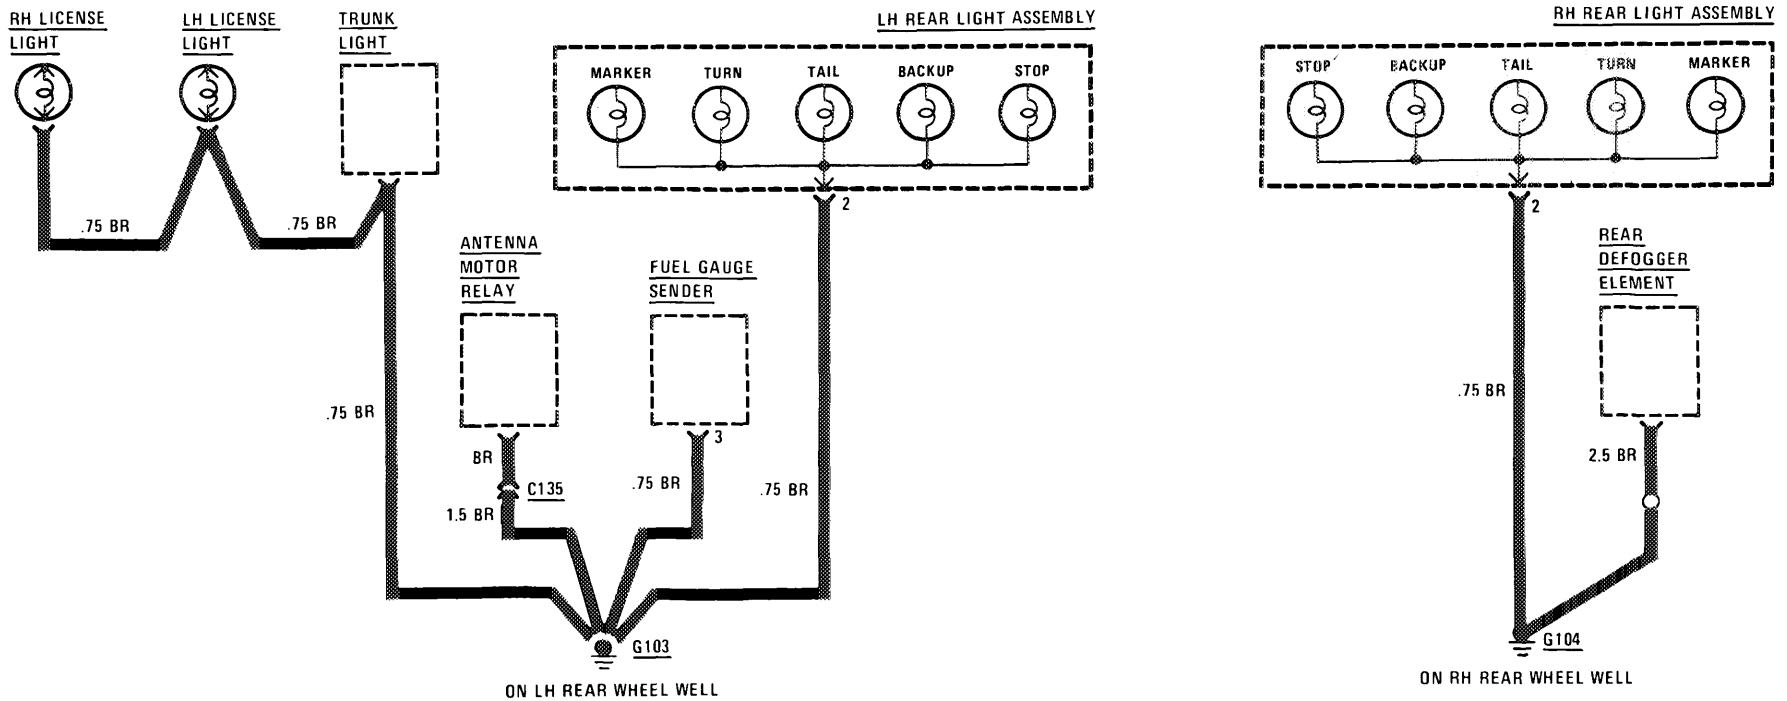 RH LICENSE
LIGHT
LH LICENSE
LIGHT
TRUNK
LIGHT
LH REAR LIGHT ASSEMBLY
MARKER TURN TAIL BACKUP STOP
RH REAR LIGHT ASSEMBLY
STOP BACKUP TAIL TURN MARKER
2
2
.75 BR
.75 BR
ANTENNA
MOTOR
RELAY
FUEL GAUGE
SENDER
REAR
DEFOGGER
ELEMENT
.75 BR
.75 BR
3
BR
C135
1.5 BR
.75 BR
.75 BR
2.5 BR
G103
ON LH REAR WHEEL WELL
G104
ON RH REAR WHEEL WELL